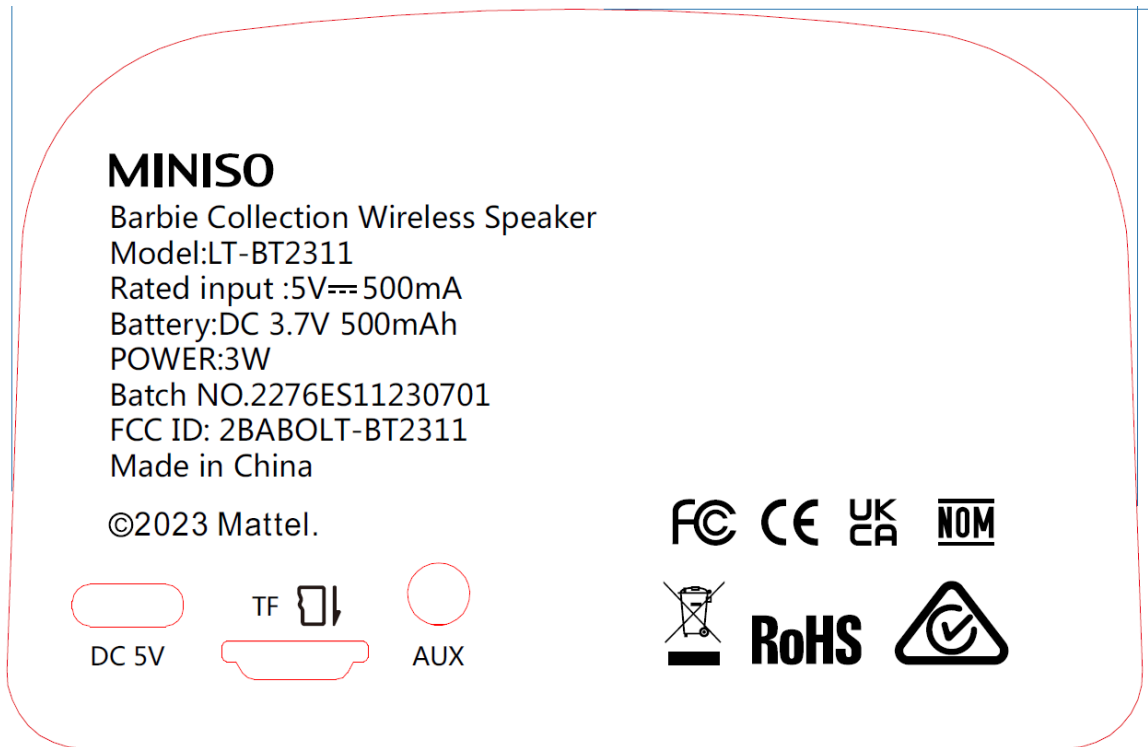 MINISO
Barbie Collection Wireless Speaker
Model:LT-BT2311
Rated input :5V⎓500mA
Battery:DC 3.7V 500mAh
POWER:3W
Batch NO.2276ES11230701
FCC ID: 2BABOLT-BT2311
Made in China
©2023 Mattel.
FC CE UK CA NOM
TF
RoHS
DC 5V
AUX